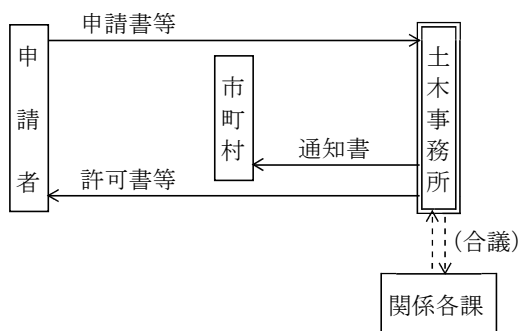 申請書等
申請者
市町村
土木事務所
通知書
許可書等
(合議)
関係各課